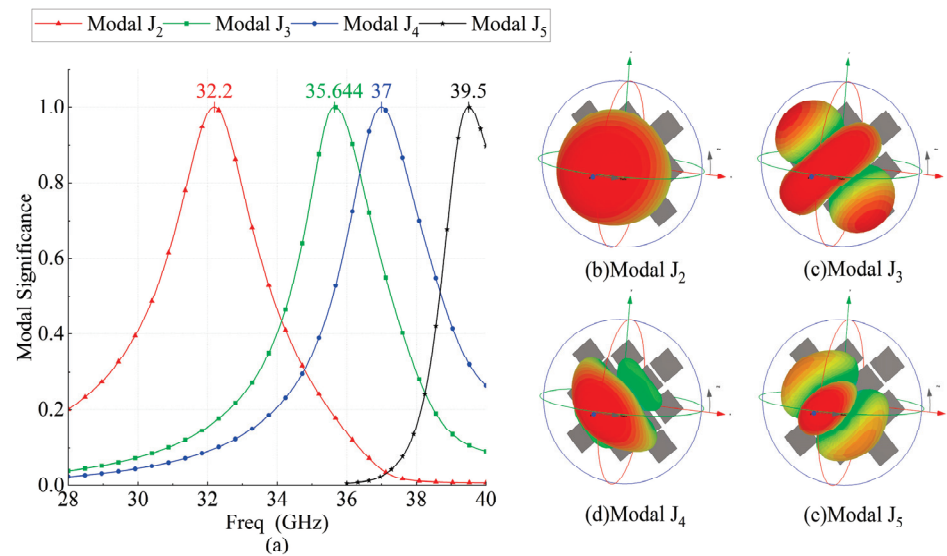 Modal J2 Modal J3 Modal J4 Modal J5
(a)
32.2 35.644 37 39.5
1.0
0.8
0.6
0.4
0.2
0.0
Modal Significance
28 30 32 34 36 38 40
Freq (GHz)
(a)
(b)Modal J2
(c)Modal J3
(d)Modal J4
(c)Modal J5